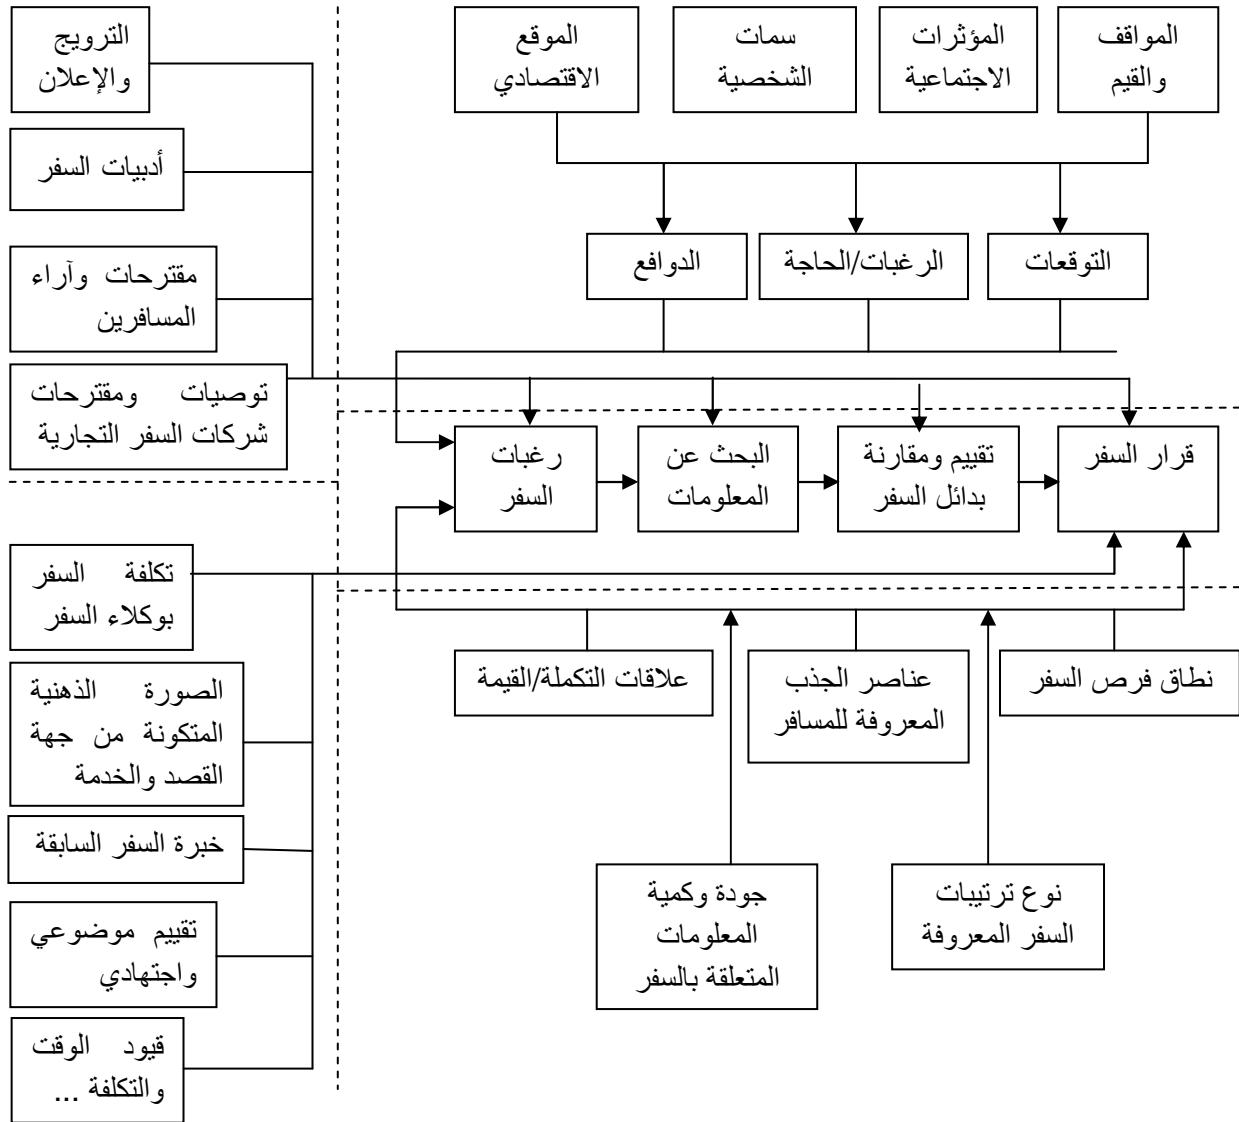 المواقف
والقيم
المؤثرات
الاجتماعية
سمات
الشخصية
الموقع
الاقتصادي
الترويج
والإعلان
أدبيات السفر
التوقعات
الرغبات/الحاجة
الدوافع
مقترحات وآراء
المسافرين
توصيات ومقترحات
شركات السفر التجارية
رغبات
السفر
البحث عن
المعلومات
تقييم ومقارنة
بدائل السفر
قرار السفر
تكلفة السفر
بوكلاء السفر
نطاق فرص السفر
عناصر الجذب
المعروفة للمسافر
علاقات التكملة/القيمة
الصورة الذهنية
المتكونة من جهة
القصد والخدمة
خبرة السفر السابقة
نوع ترتيبات
السفر المعروفة
جودة وكمية
المعلومات
المتعلقة بالسفر
تقييم موضوعي
واجتهادي
قيود الوقت
والتكلفة ...